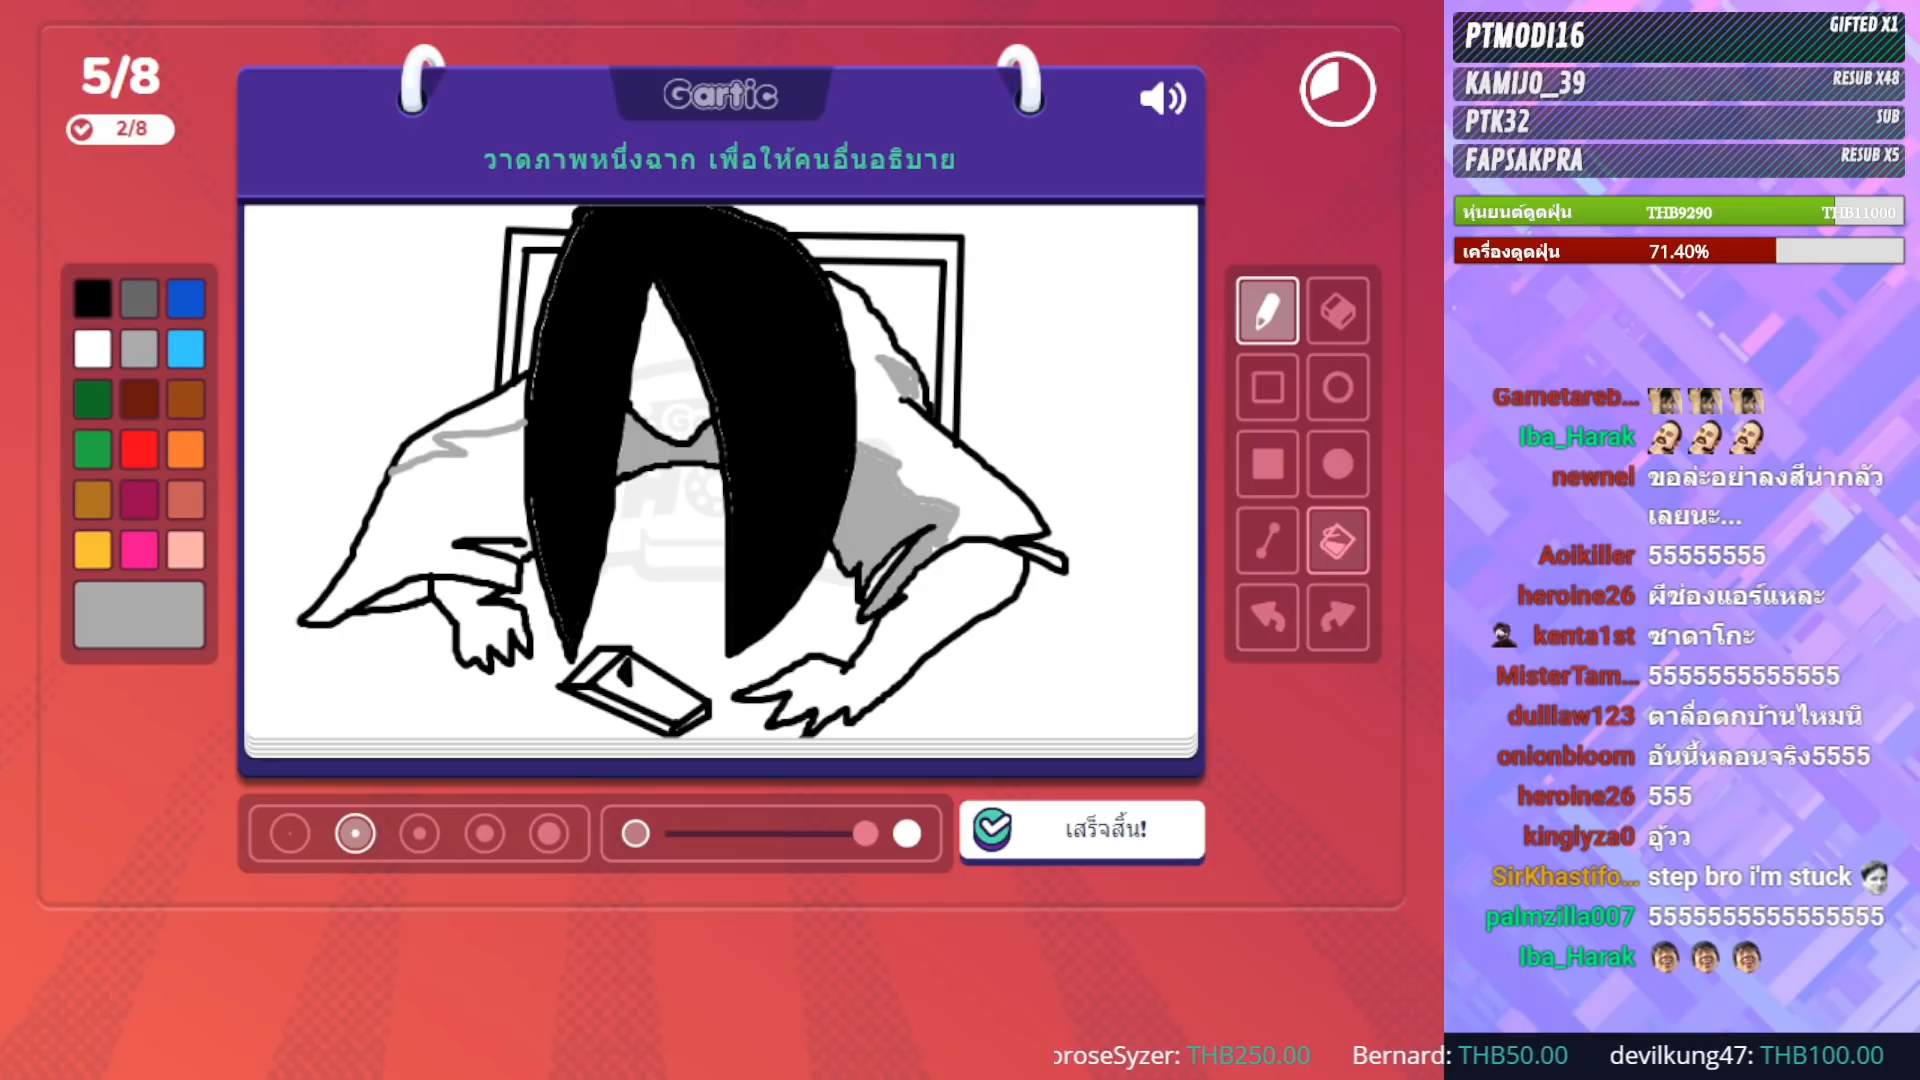 5/8
2/8
Gartic
วาดภาพหนึ่งฉาก เพื่อให้คนอื่นอธิบาย
เสร็จสิ้น!
PTMODI16 GIFTED X1
KAMIJO_39 RESUB X48
PTK32 SUB
FAPSAKPRA RESUB X5
หุ่นยนต์ดูดฝุ่น THB9290 THB11000
เครื่องดูดฝุ่น 71.40%
Gametareb...
Iba_Harak
newnel ขอล่ะอย่าลงสีน่ากลัว
เลยนะ...
Aoikiller 55555555
heroine26 ผีช่องแอร์แหละ
kenta1st ซาดาโกะ
MisterTam... 5555555555555
dulllaw123 ตาลื่อตกบ้านไหมนิ
onionbloom อันนี้หลอนจริง5555
heroine26 555
kinglyza0 อู้วว
SirKhastifo... step bro i'm stuck
palmzilla007 5555555555555555
Iba_Harak
proseSyzer: THB250.00 Bernard: THB50.00 devilkung47: THB100.00